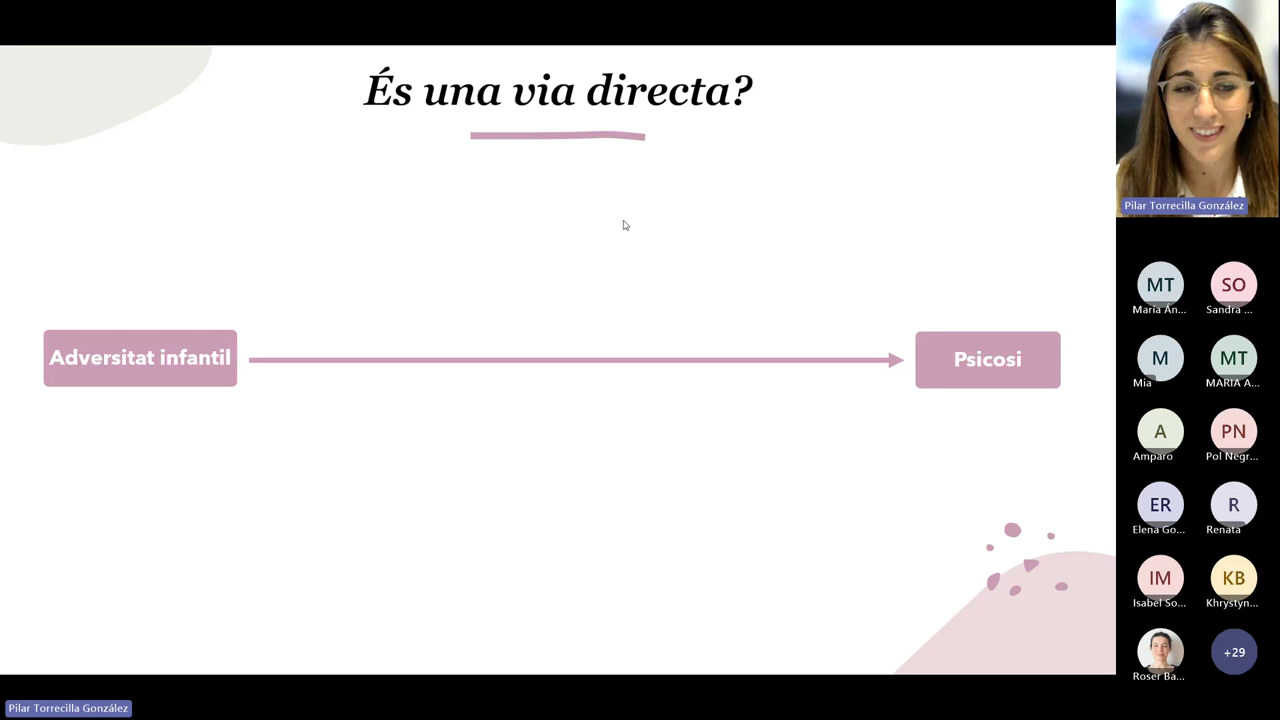 És una via directa?
Adversitat infantil
Psicosi
Pilar Torrecilla González
MT
SO
María Án...
Sandra ...
M
MT
Mia
MARIA A...
A
PN
Amparo
Pol Negr...
ER
R
Elena Go...
Renata
IM
KB
Isabel So...
Khrystyn...
+29
Roser Ba...
Pilar Torrecilla González